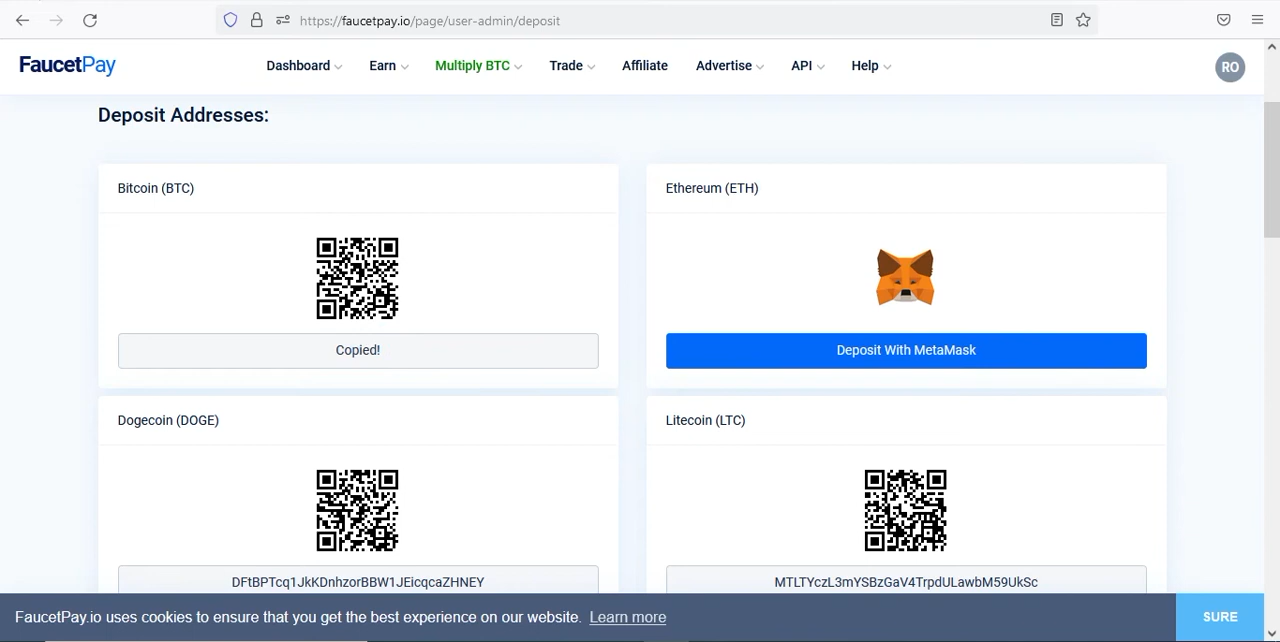 https://faucetpay.io/page/user-admin/deposit
FaucetPay
Dashboard
Earn
Multiply BTC
Trade
Affiliate
Advertise
API
Help
RO
Deposit Addresses:
Bitcoin (BTC)
Ethereum (ETH)
Copied!
Deposit With MetaMask
Dogecoin (DOGE)
Litecoin (LTC)
DFtBPTcq1JkKDnhzorBBW1JEicqcaZHNEY
MTLTYczL3mYSBzGaV4TrpdULawbM59UkSc
FaucetPay.io uses cookies to ensure that you get the best experience on our website. Learn more
SURE